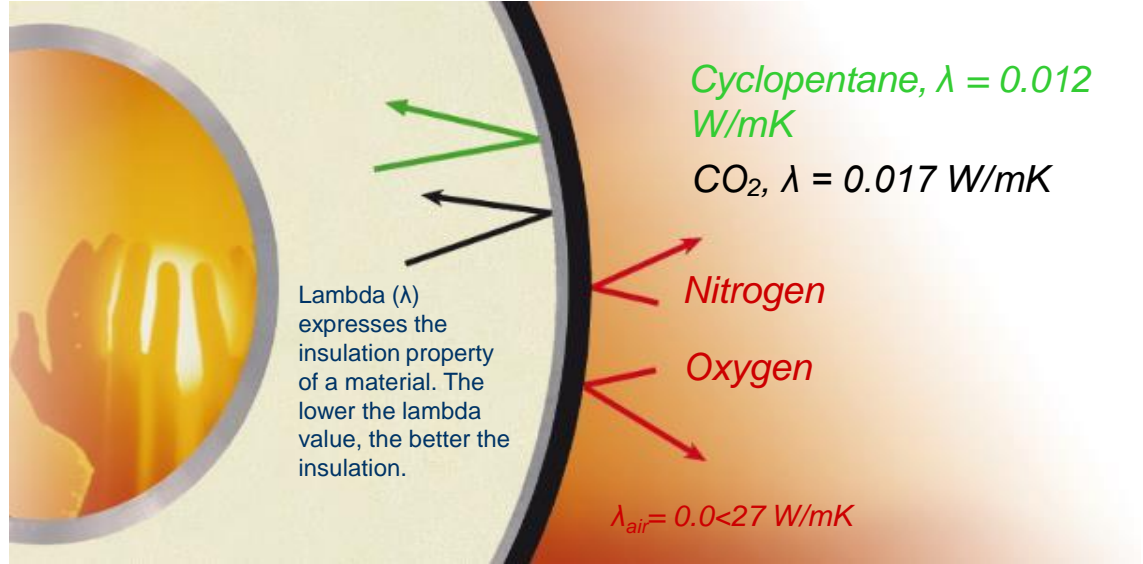 Cyclopentane, λ = 0.012
W/mK
CO₂, λ = 0.017 W/mK
Nitrogen
Lambda (λ)
expresses the
insulation property
of a material. The
lower the lambda
value, the better the
insulation.
Oxygen
λair= 0.0<27 W/mK